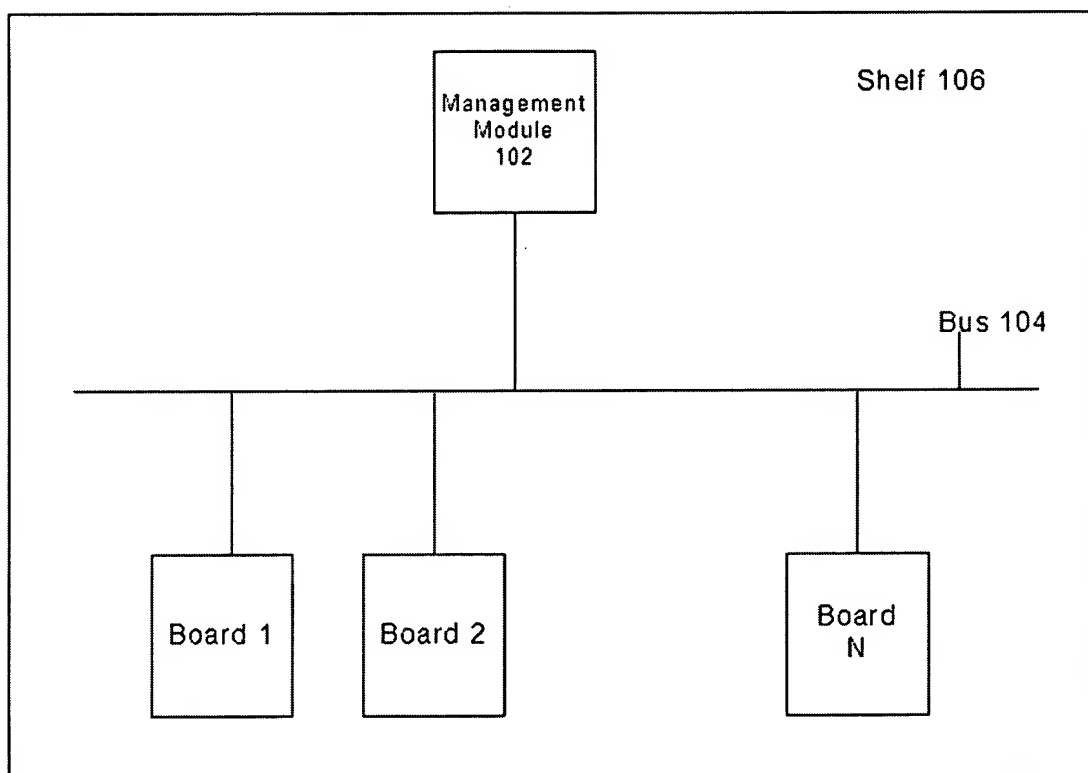 Management
Module
102
Shelf 106
Bus 104
Board 1
Board 2
Board
N